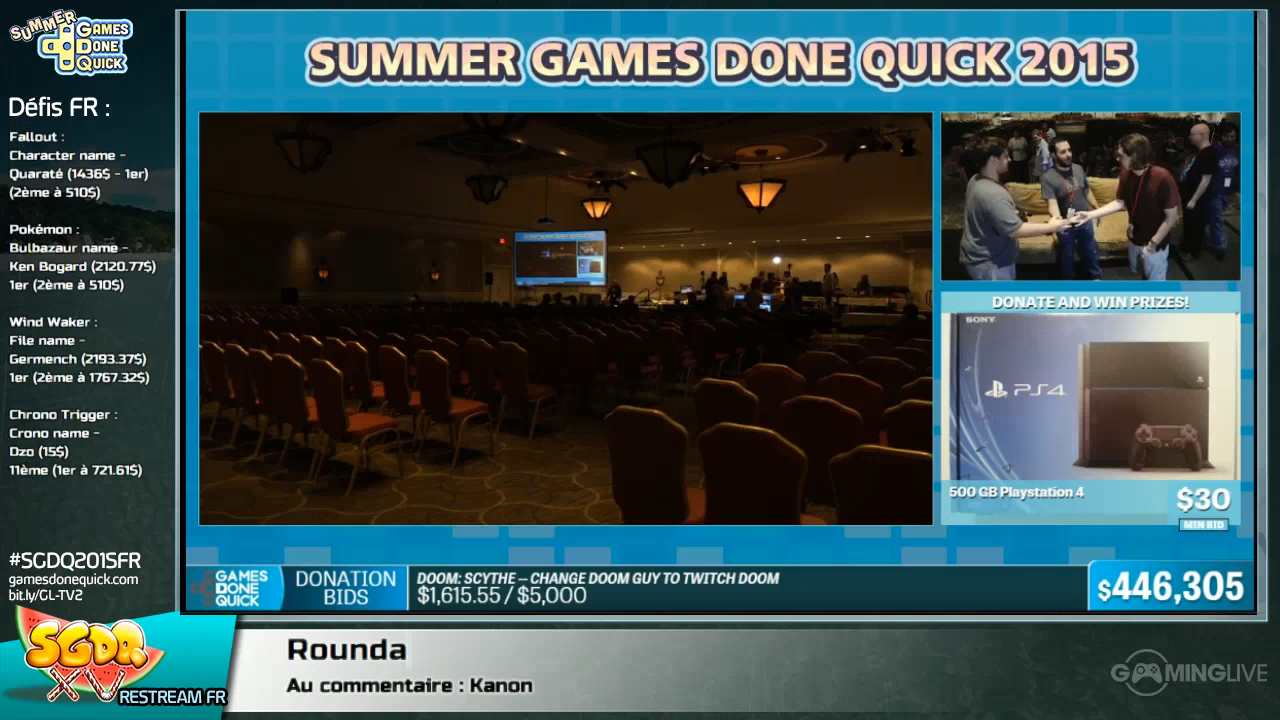 SUMMER
GAMES
DONE
QUICK
Défis FR :
Fallout :
Character name -
Quaraté (1436$ - 1er)
(2ème à 510$)
Pokémon :
Bulbazaur name -
Ken Bogard (2120.77$)
1er (2ème à 510$)
Wind Waker :
File name -
Germench (2193.37$)
1er (2ème à 1767.32$)
Chrono Trigger :
Crono name -
Dzo (15$)
11ème (1er à 721.61$)
#SGDQ2015FR
gamesdonequick.com
bit.ly/GL-TV2
SGDQ
XV
RESTREAM FR
SUMMER GAMES DONE QUICK 2015
DONATE AND WIN PRIZES!
SONY
PS4
500 GB Playstation 4
$30
MIN BID
GAMES
DONE
QUICK
DONATION
BIDS
DOOM: SCYTHE – CHANGE DOOM GUY TO TWITCH DOOM
$1,615.55 / $5,000
$446,305
Rounda
Au commentaire : Kanon
GAMINGLIVE